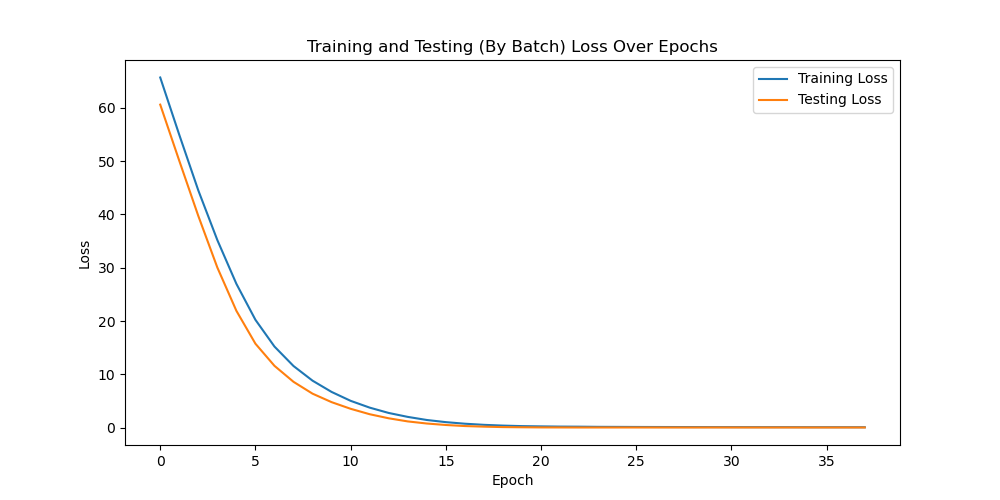 Training and Testing (By Batch) Loss Over Epochs
Training Loss
Testing Loss
Loss
60
50
40
30
20
10
0
0 5 10 15 20 25 30 35
Epoch